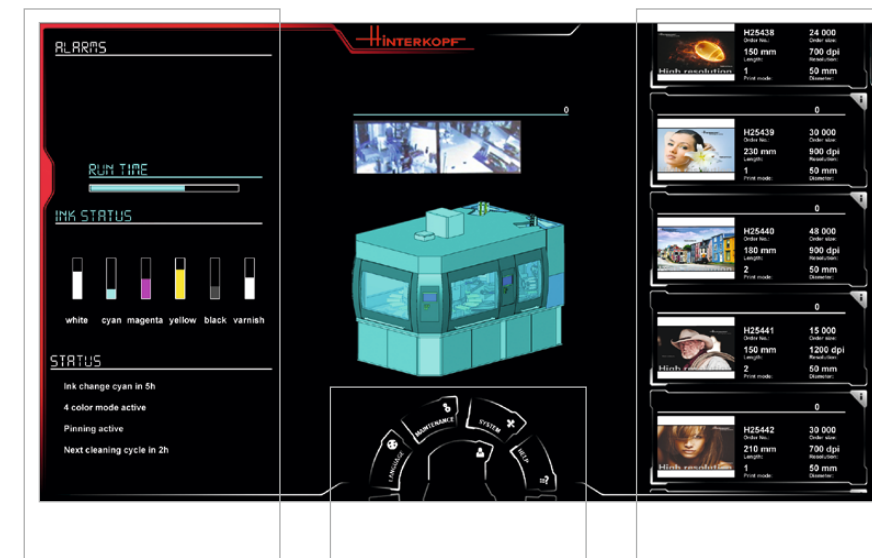 ALARMS
RUN TIME
INK STATUS
white cyan magenta yellow black varnish
STATUS
Ink change cyan in 5h
4 color mode active
Pinning active
Next cleaning cycle in 2h
HINTERKOPF
0
LANGUAGE
MAINTENANCE
SYSTEM
HELP
High resolution
H25438 24 000
Order No.: Order size:
150 mm 700 dpi
Length: Resolution:
1 50 mm
Print mode: Diameter:
0
H25439 30 000
Order No.: Order size:
230 mm 900 dpi
Length: Resolution:
1 50 mm
Print mode: Diameter:
0
H25440 48 000
Order No.: Order size:
180 mm 900 dpi
Length: Resolution:
2 50 mm
Print mode: Diameter:
0
H25441 15 000
Order No.: Order size:
150 mm 1200 dpi
Length: Resolution:
2 50 mm
Print mode: Diameter:
0
High resolution
H25442 30 000
Order No.: Order size:
210 mm 700 dpi
Length: Resolution:
1 50 mm
Print mode: Diameter: